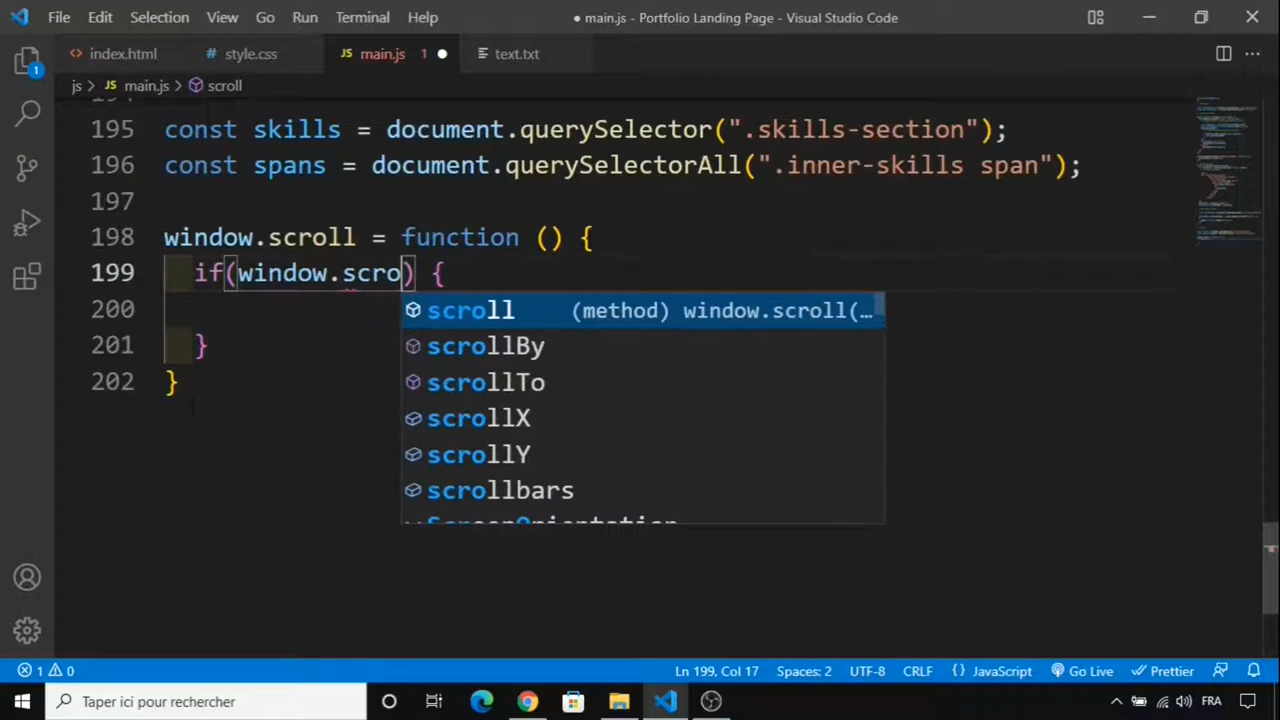 File Edit Selection View Go Run Terminal Help ● main.js - Portfolio Landing Page - Visual Studio Code
<> index.html # style.css JS main.js 1 ● text.txt ...
1
js > JS main.js > scroll
195 const skills = document.querySelector(".skills-section");
196 const spans = document.querySelectorAll(".inner-skills span");
197
198 window.scroll = function () {
199 if(window.scro) {
200
201 }
202 }
scroll (method) window.scroll(…
scrollBy
scrollTo
scrollX
scrollY
scrollbars
ScreenOrientation
1 0 Ln 199, Col 17 Spaces: 2 UTF-8 CRLF {} JavaScript Go Live Prettier
Taper ici pour rechercher FRA